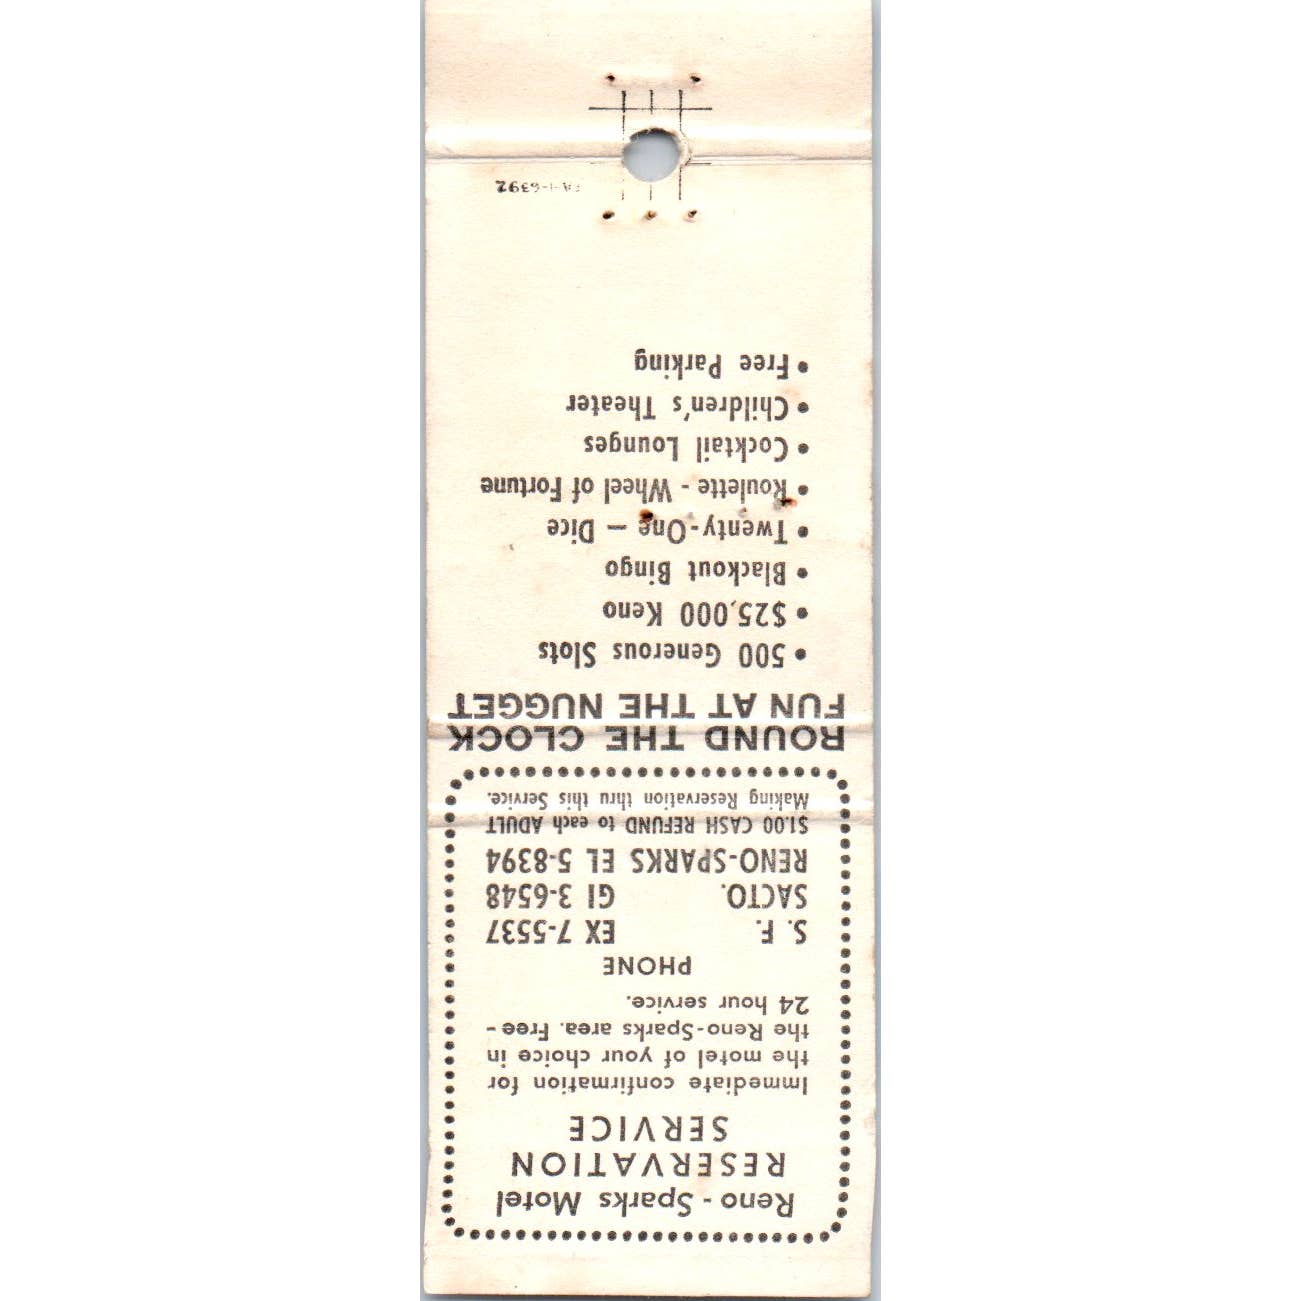 Reno - Sparks Motel
RESERVATION
SERVICE
Immediate confirmation for
the motel of your choice in
the Reno-Sparks area. Free -
24 hour service.
PHONE
S. F. EX 7-5537
SACTO. GI 3-6548
RENO-SPARKS EL 5-8394
$1.00 CASH REFUND to each ADULT
Making Reservation thru this Service.
ROUND THE CLOCK
FUN AT THE NUGGET
• 500 Generous Slots
• $25,000 Keno
• Blackout Bingo
• Twenty-One — Dice
• Roulette - Wheel of Fortune
• Cocktail Lounges
• Children's Theater
• Free Parking